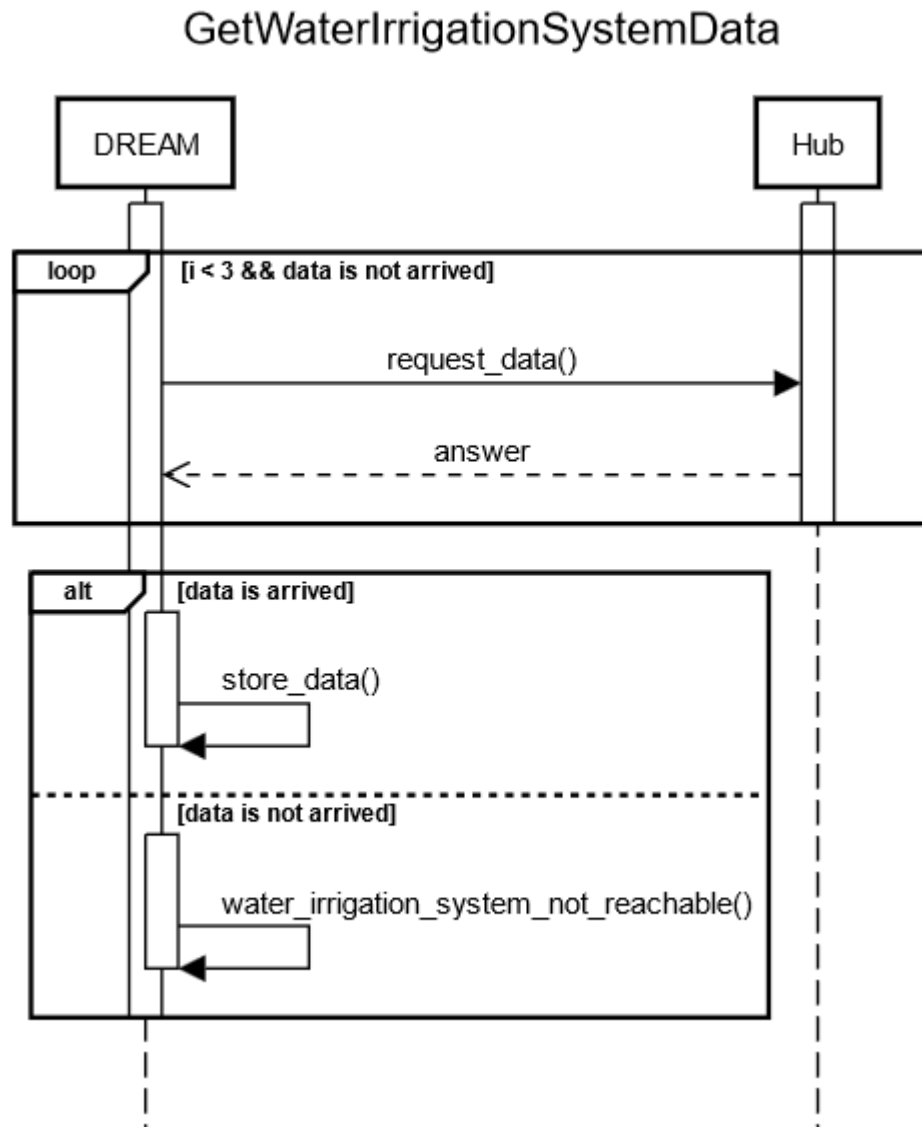 GetWaterIrrigationSystemData
DREAM
Hub
loop
[i < 3 && data is not arrived]
request_data()
answer
alt
[data is arrived]
store_data()
[data is not arrived]
water_irrigation_system_not_reachable()